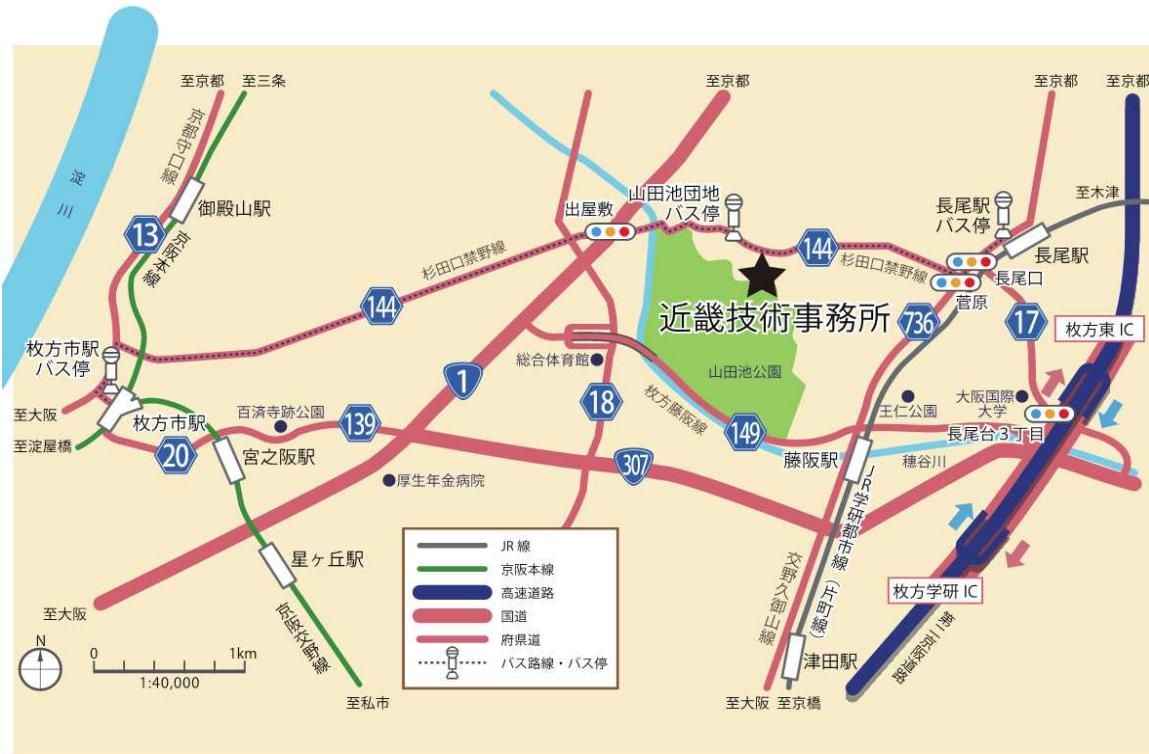 至京都
至三条
至京都
至京都
至京都
京都守口線
淀川
御殿山駅
13
京阪本線
出屋敷
山田池団地
バス停
長尾駅
バス停
至木津
長尾駅
144
杉田口禁野線
杉田口禁野線
長尾口
菅原
144
近畿技術事務所
736
17
枚方東 IC
枚方市駅
バス停
1
総合体育館
18
山田池公園
枚方藤阪線
149
王仁公園
大阪国際
大学
長尾台3丁目
至大阪
至淀屋橋
枚方市駅
百済寺跡公園
139
20
宮之阪駅
厚生年金病院
307
藤阪駅
穂谷川
JR学研都市線(片町線)
星ヶ丘駅
京阪交野線
交野久御山線
枚方学研 IC
第二京阪道路
津田駅
至大阪
至私市
至大阪
至京橋
JR 線
京阪本線
高速道路
国道
府県道
バス路線・バス停
N
0
1km
1:40,000